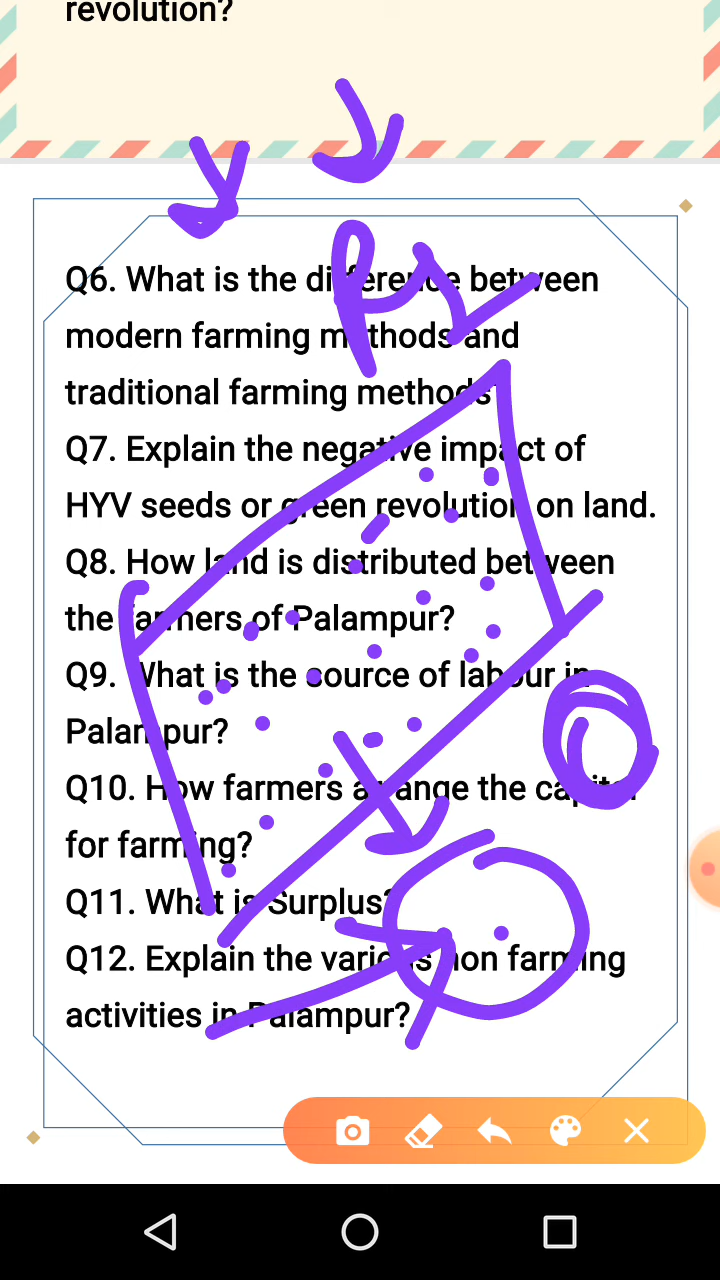 revolution?
Q6. What is the difference between
modern farming methods and
traditional farming methods
Q7. Explain the negative impact of
HYV seeds or green revolution on land.
Q8. How land is distributed between
the farmers of Palampur?
Q9. What is the source of labour in
Palampur?
Q10. How farmers arrange the capital
for farming?
Q11. What is Surplus?
Q12. Explain the various non farming
activities in Palampur?